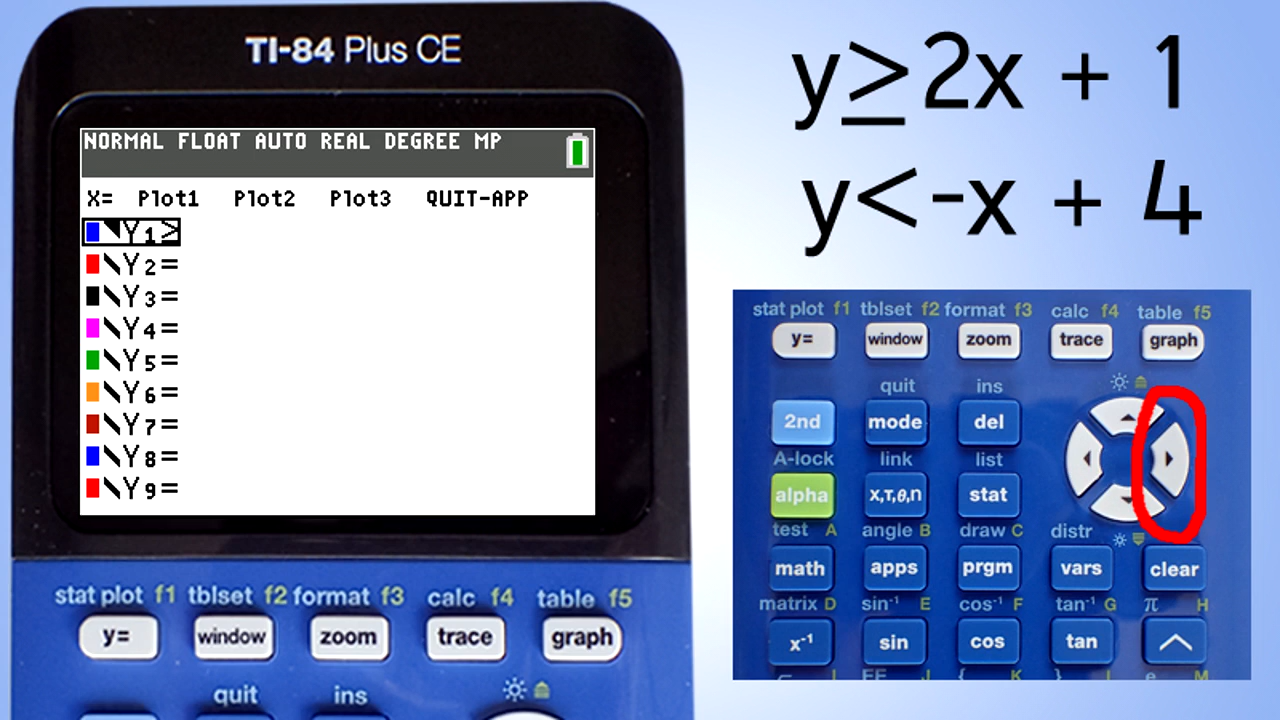 TI-84 Plus CE
NORMAL FLOAT AUTO REAL DEGREE MP
X= Plot1 Plot2 Plot3 QUIT-APP
Y1≥
Y2=
Y3=
Y4=
Y5=
Y6=
Y7=
Y8=
Y9=
stat plot f1 tblset f2 format f3 calc f4 table f5
y= window zoom trace graph
quit ins
y≥2x + 1
y<-x + 4
stat plot f1 tblset f2 format f3 calc f4 table f5
y= window zoom trace graph
quit ins
2nd mode del
A-lock link list
alpha X,T,θ,n stat
test A angle B draw C distr
math apps prgm vars clear
matrix D sin⁻¹ E cos⁻¹ F tan⁻¹ G π H
x⁻¹ sin cos tan ^